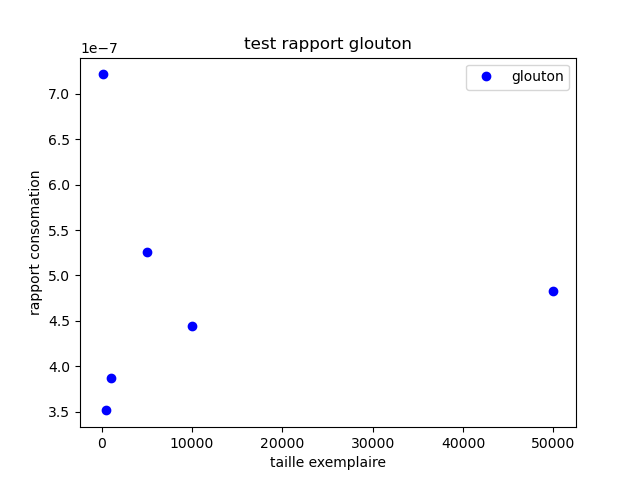 test rapport glouton
1e−7
glouton
7.0
6.5
6.0
5.5
5.0
4.5
4.0
3.5
rapport consomation
0 10000 20000 30000 40000 50000
taille exemplaire